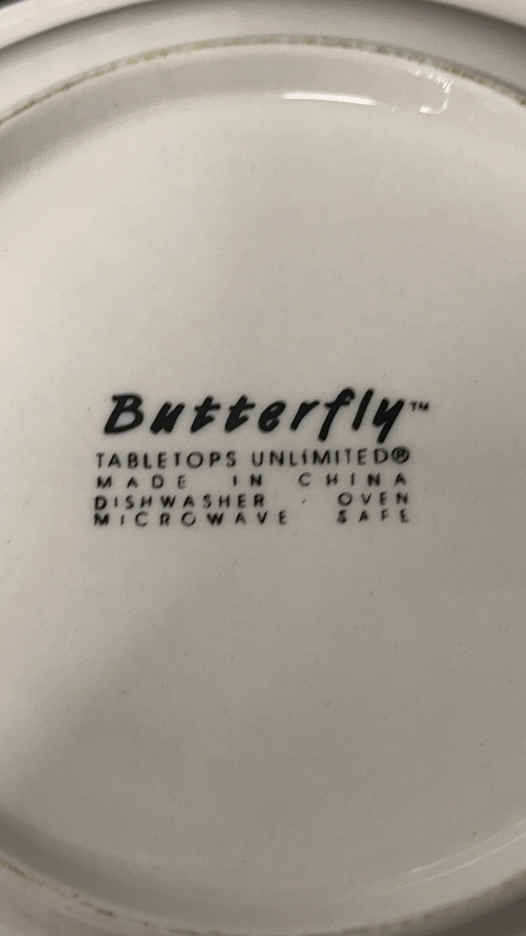 Butterfly™
TABLETOPS UNLIMITED®
MADE IN CHINA
DISHWASHER · OVEN
MICROWAVE SAFE